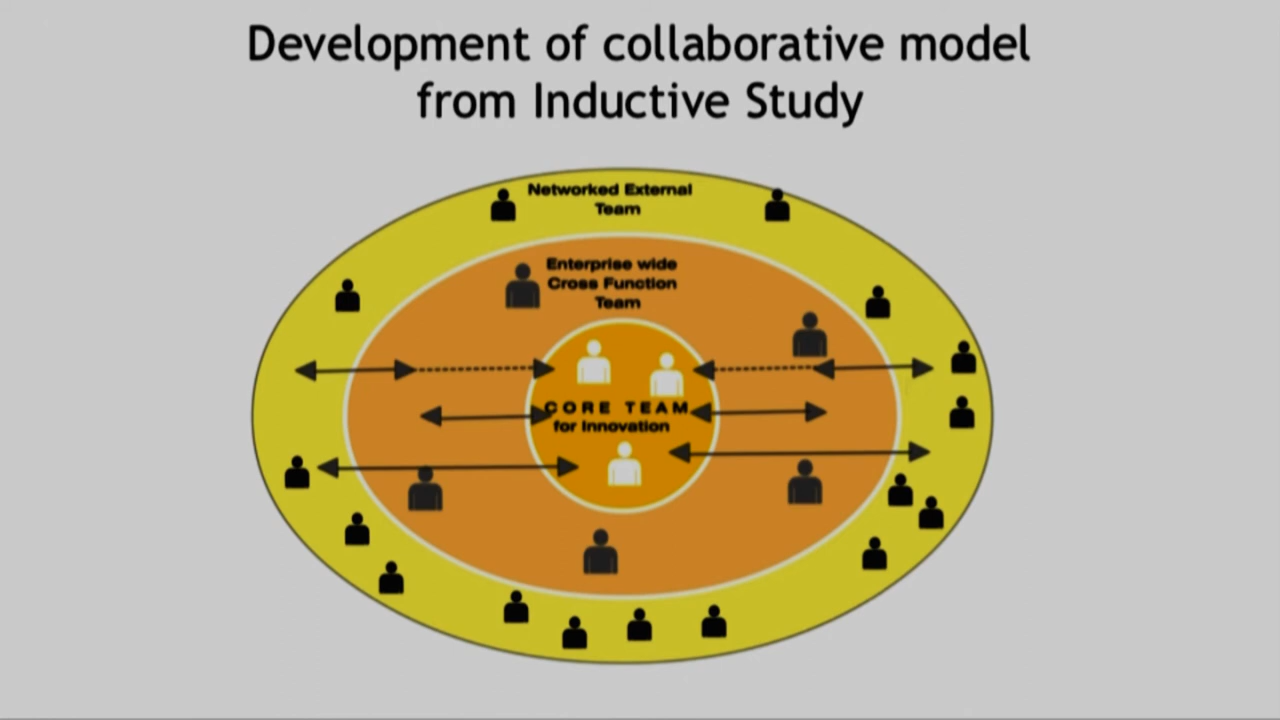 Development of collaborative model
from Inductive Study
Networked External
Team
Enterprise wide
Cross Function
Team
CORE TEAM
for Innovation